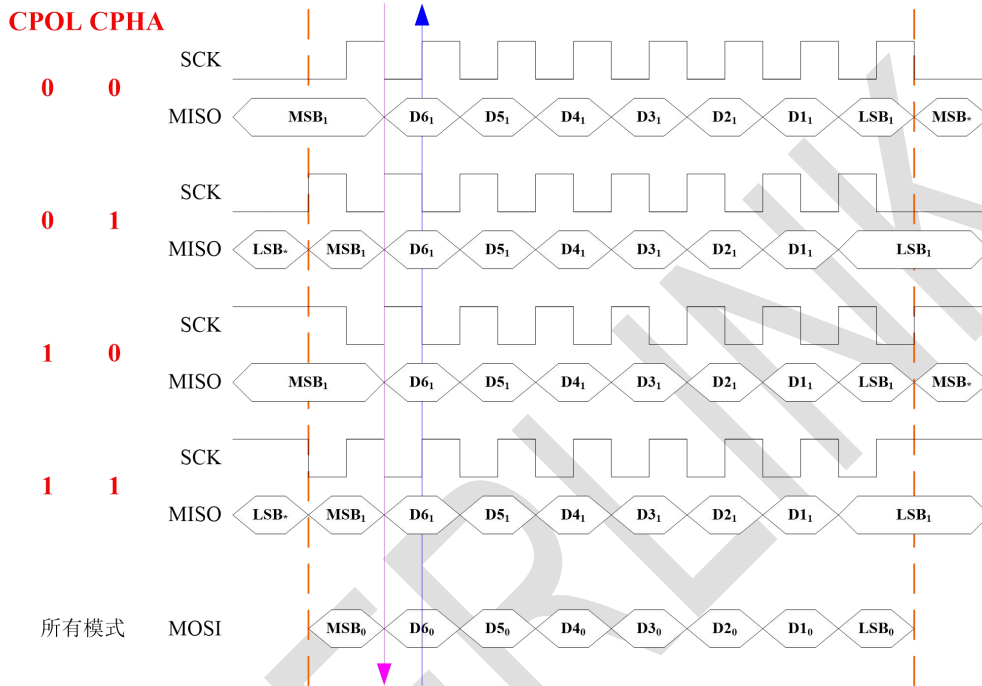 CPOL CPHA
SCK
0 0
MISO MSB₁ D6₁ D5₁ D4₁ D3₁ D2₁ D1₁ LSB₁ MSB*
SCK
0 1
MISO LSB* MSB₁ D6₁ D5₁ D4₁ D3₁ D2₁ D1₁ LSB₁
SCK
1 0
MISO MSB₁ D6₁ D5₁ D4₁ D3₁ D2₁ D1₁ LSB₁ MSB*
SCK
1 1
MISO LSB* MSB₁ D6₁ D5₁ D4₁ D3₁ D2₁ D1₁ LSB₁
所有模式 MOSI MSB₀ D6₀ D5₀ D4₀ D3₀ D2₀ D1₀ LSB₀